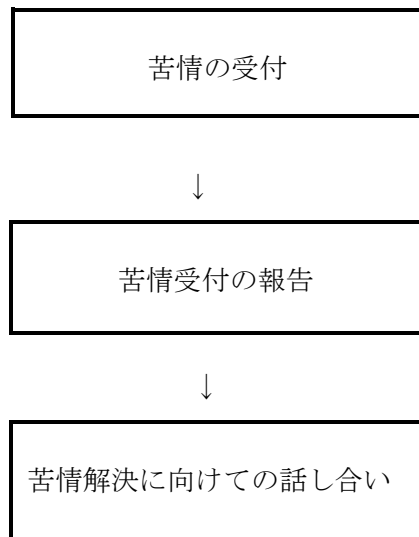 苦情の受付
↓
苦情受付の報告
↓
苦情解決に向けての話し合い